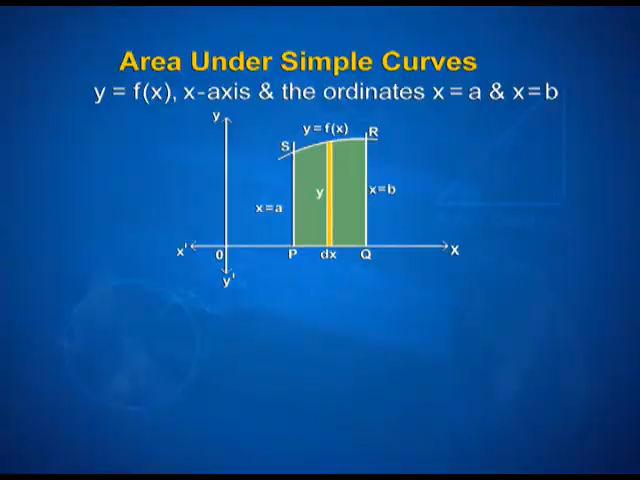 Area Under Simple Curves
y = f(x), x-axis & the ordinates x = a & x = b
y
y = f(x)
S
R
y
x = b
x = a
x'
0
P
dx
Q
X
y'